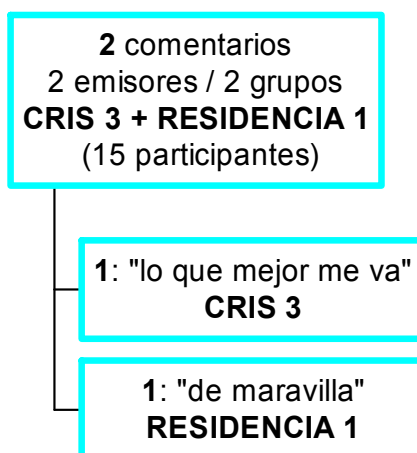 2 comentarios
2 emisores / 2 grupos
CRIS 3 + RESIDENCIA 1
(15 participantes)
1: "lo que mejor me va"
CRIS 3
1: "de maravilla"
RESIDENCIA 1